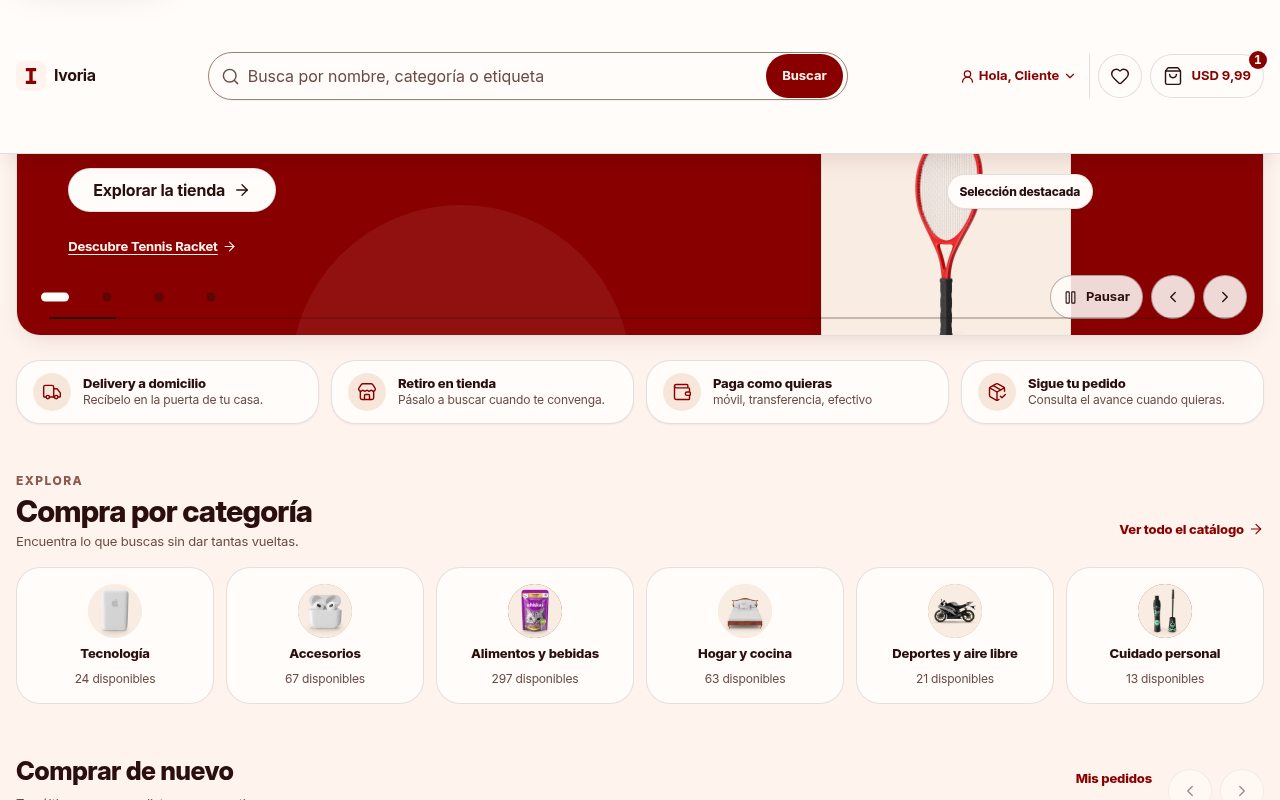 I Ivoria
Busca por nombre, categoría o etiqueta
Buscar
Hola, Cliente
USD 9,99
1
Explorar la tienda
Selección destacada
Descubre Tennis Racket
Pausar
Delivery a domicilio
Recíbelo en la puerta de tu casa.
Retiro en tienda
Pásalo a buscar cuando te convenga.
Paga como quieras
móvil, transferencia, efectivo
Sigue tu pedido
Consulta el avance cuando quieras.
EXPLORA
Compra por categoría
Encuentra lo que buscas sin dar tantas vueltas.
Ver todo el catálogo
Tecnología
24 disponibles
Accesorios
67 disponibles
Alimentos y bebidas
297 disponibles
Hogar y cocina
63 disponibles
Deportes y aire libre
21 disponibles
Cuidado personal
13 disponibles
Comprar de nuevo
Mis pedidos